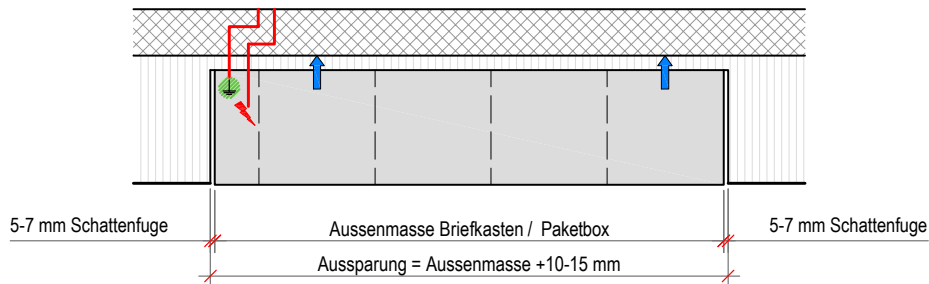 5-7 mm Schattenfuge
Aussenmasse Briefkasten / Paketbox
5-7 mm Schattenfuge
Aussparung = Aussenmasse +10-15 mm